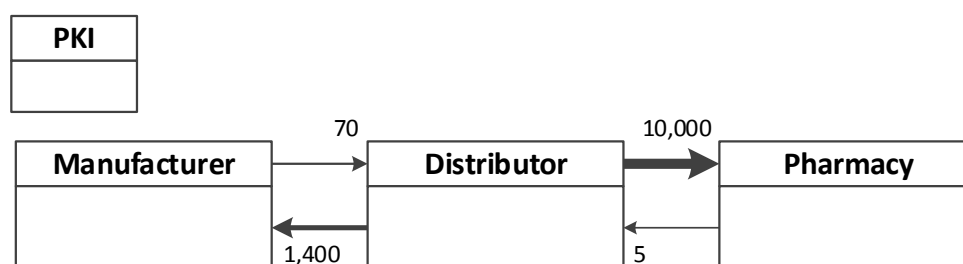 PKI
70
10,000
Manufacturer
Distributor
Pharmacy
1,400
5